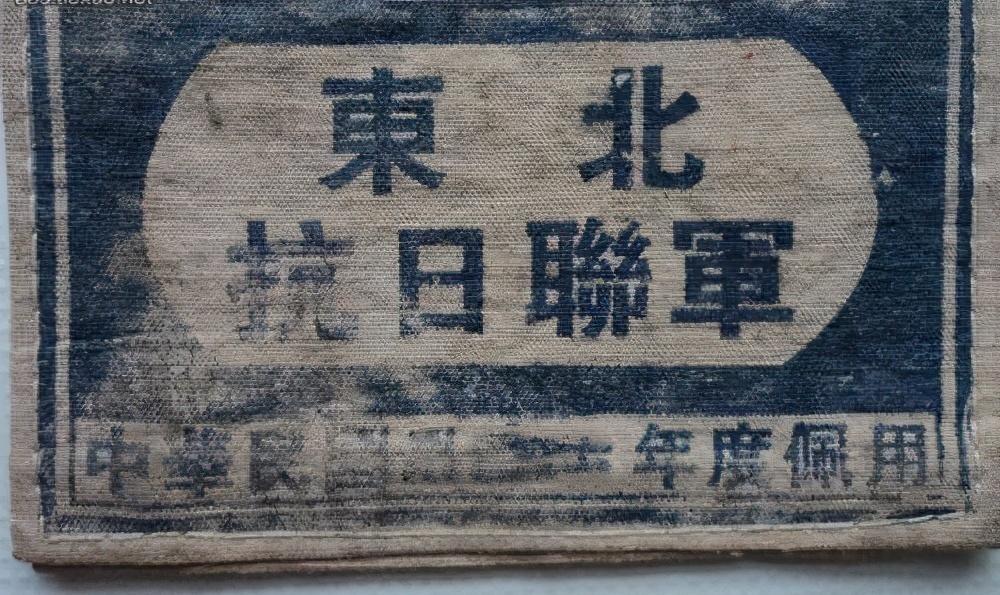 東北
抗日聯軍
中華民國 年度佩用